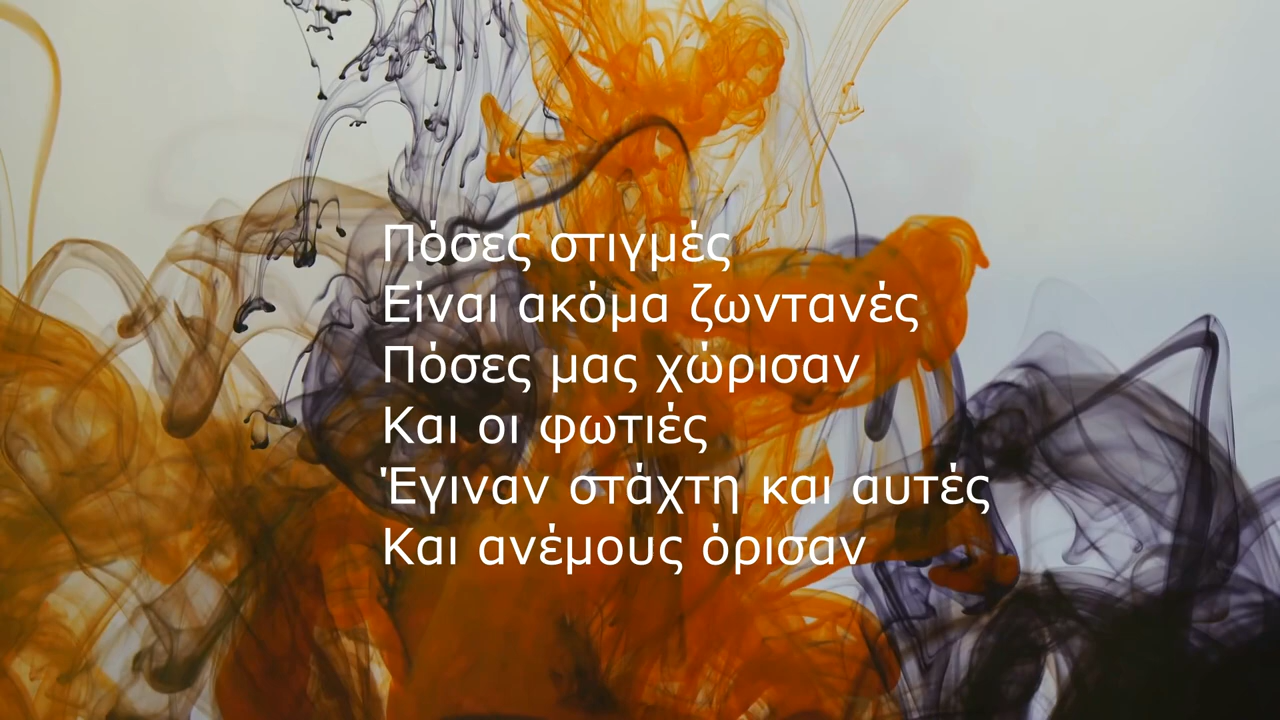 Πόσες στιγμές
Είναι ακόμα ζωντανές
Πόσες μας χώρισαν
Και οι φωτιές
Έγιναν στάχτη και αυτές
Και ανέμους όρισαν